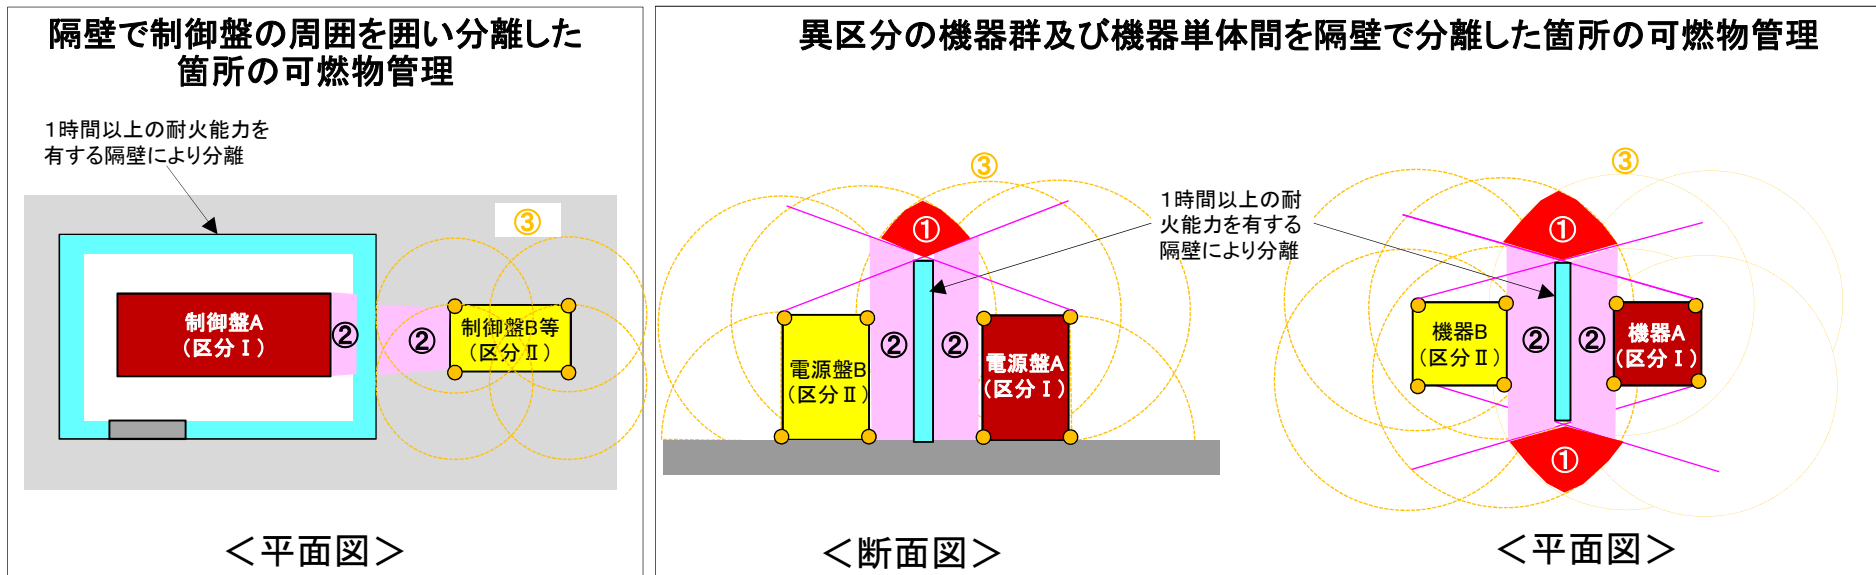 隔壁で制御盤の周囲を囲い分離した
箇所の可燃物管理
1時間以上の耐火能力を
有する隔壁により分離
③
制御盤A
（区分Ⅰ）
②
②
制御盤B等
（区分Ⅱ）
＜平面図＞
異区分の機器群及び機器単体間を隔壁で分離した箇所の可燃物管理
③
①
1時間以上の耐
火能力を有する
隔壁により分離
②
②
電源盤B
（区分Ⅱ）
電源盤A
（区分Ⅰ）
＜断面図＞
③
①
機器B
（区分Ⅱ）
②
②
機器A
（区分Ⅰ）
①
＜平面図＞